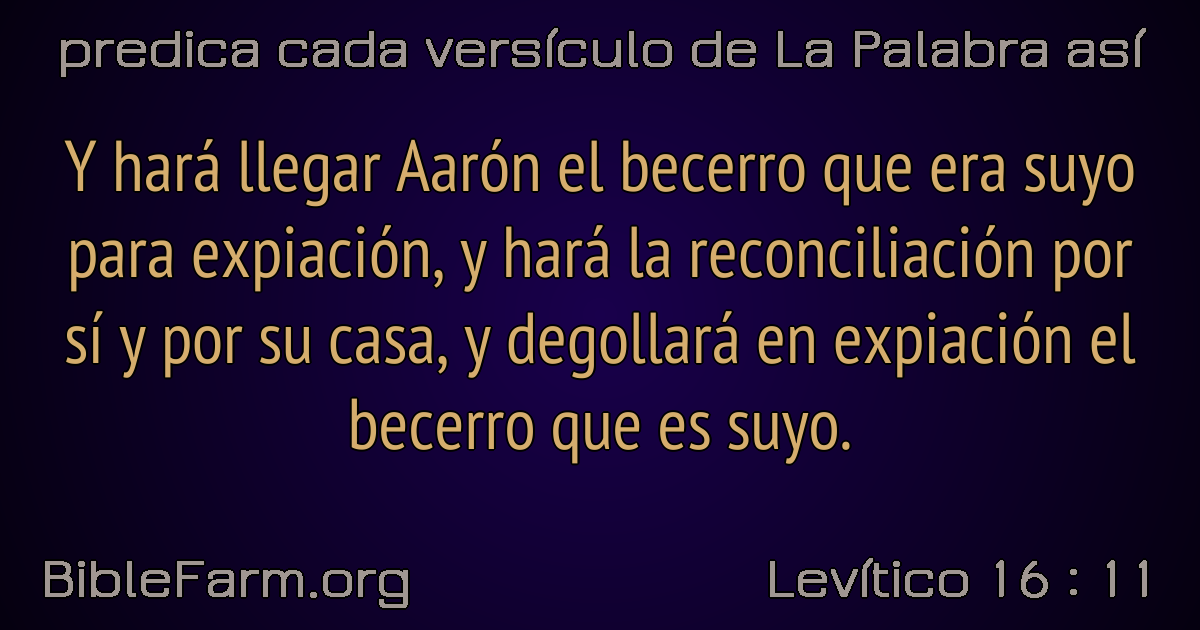 predica cada versículo de La Palabra así
Y hará llegar Aarón el becerro que era suyo
para expiación, y hará la reconciliación por
sí y por su casa, y degollará en expiación el
becerro que es suyo.
BibleFarm.org
Levítico 16 : 11